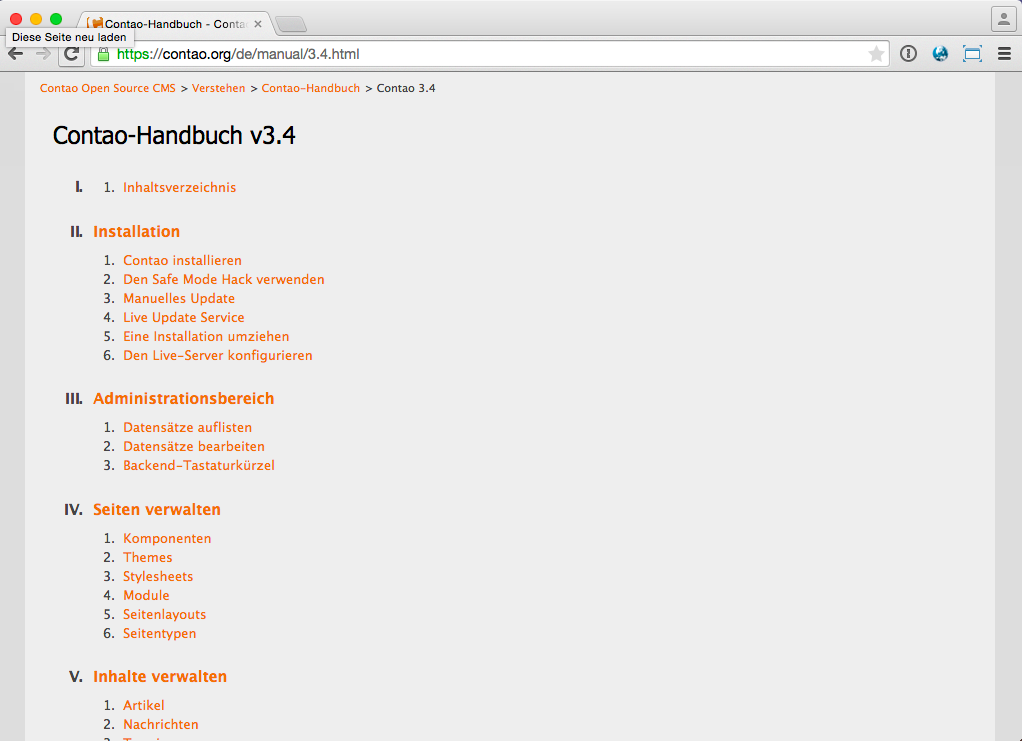 Contao-Handbuch - Conta
Diese Seite neu laden
https://contao.org/de/manual/3.4.html
Contao Open Source CMS > Verstehen > Contao-Handbuch > Contao 3.4
Contao-Handbuch v3.4
I. 1. Inhaltsverzeichnis
II. Installation
1. Contao installieren
2. Den Safe Mode Hack verwenden
3. Manuelles Update
4. Live Update Service
5. Eine Installation umziehen
6. Den Live-Server konfigurieren
III. Administrationsbereich
1. Datensätze auflisten
2. Datensätze bearbeiten
3. Backend-Tastaturkürzel
IV. Seiten verwalten
1. Komponenten
2. Themes
3. Stylesheets
4. Module
5. Seitenlayouts
6. Seitentypen
V. Inhalte verwalten
1. Artikel
2. Nachrichten